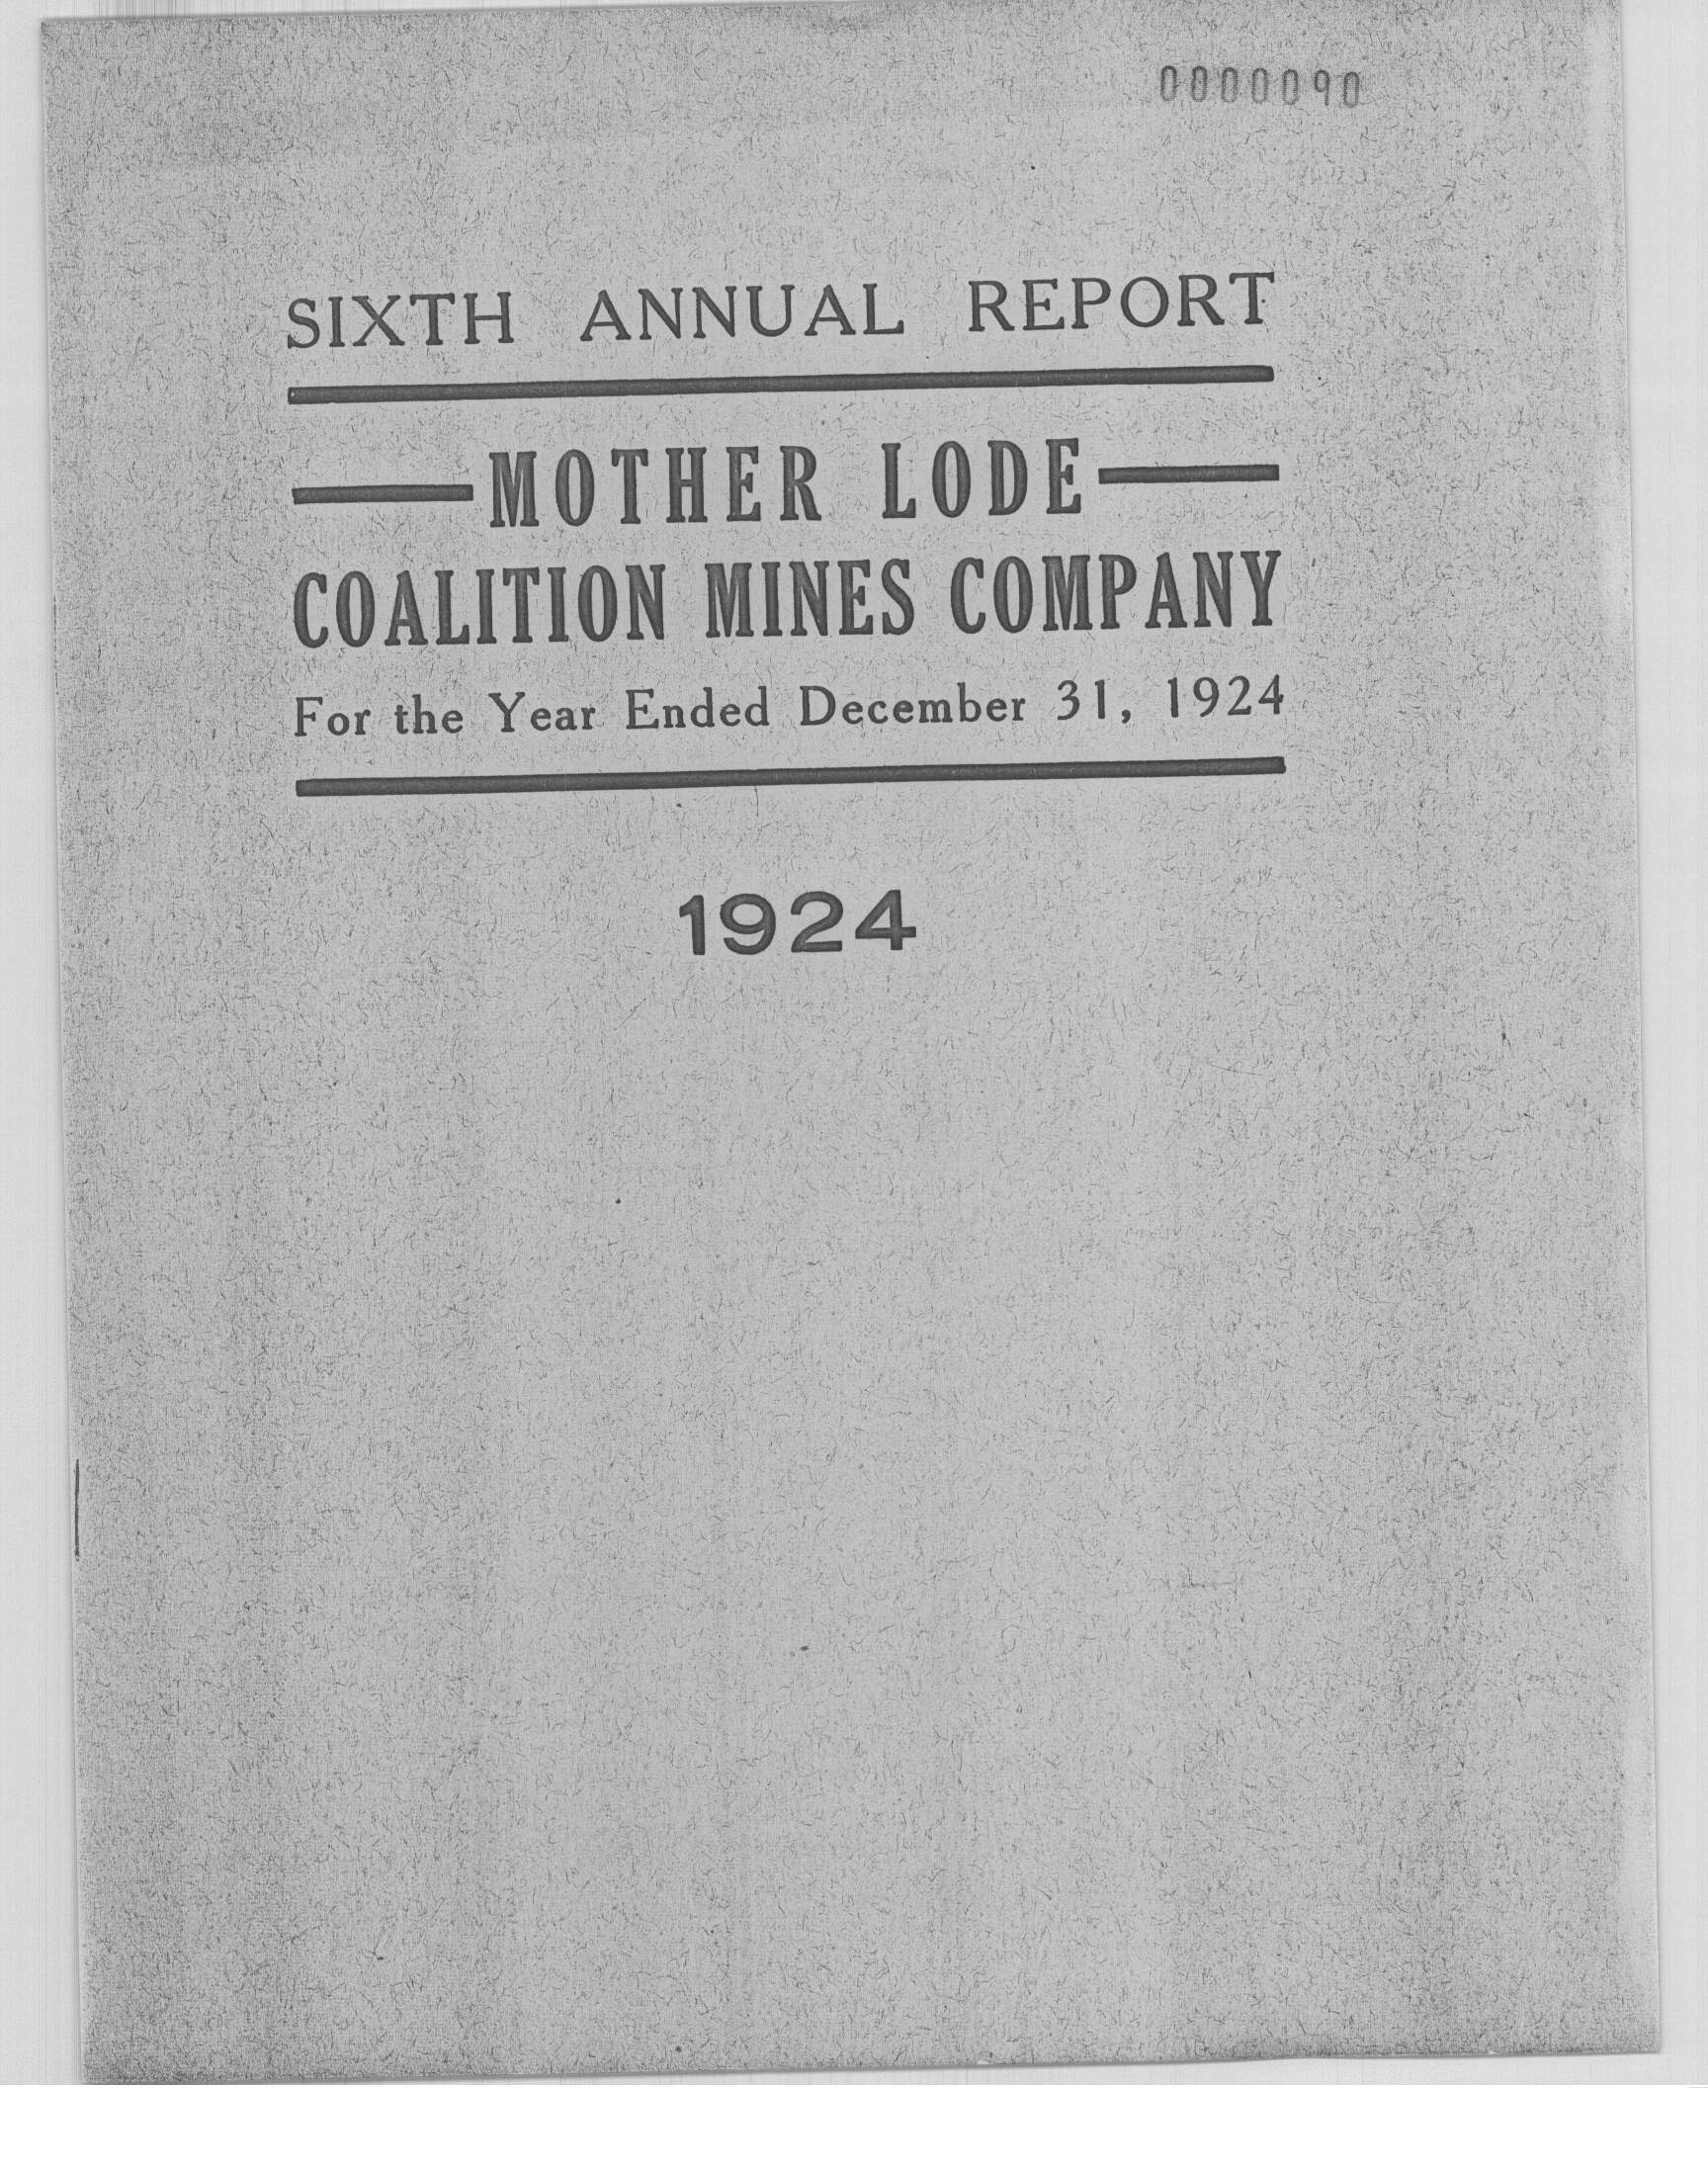 0000090
SIXTH ANNUAL REPORT
MOTHER LODE
COALITION MINES COMPANY
For the Year Ended December 31, 1924
1924